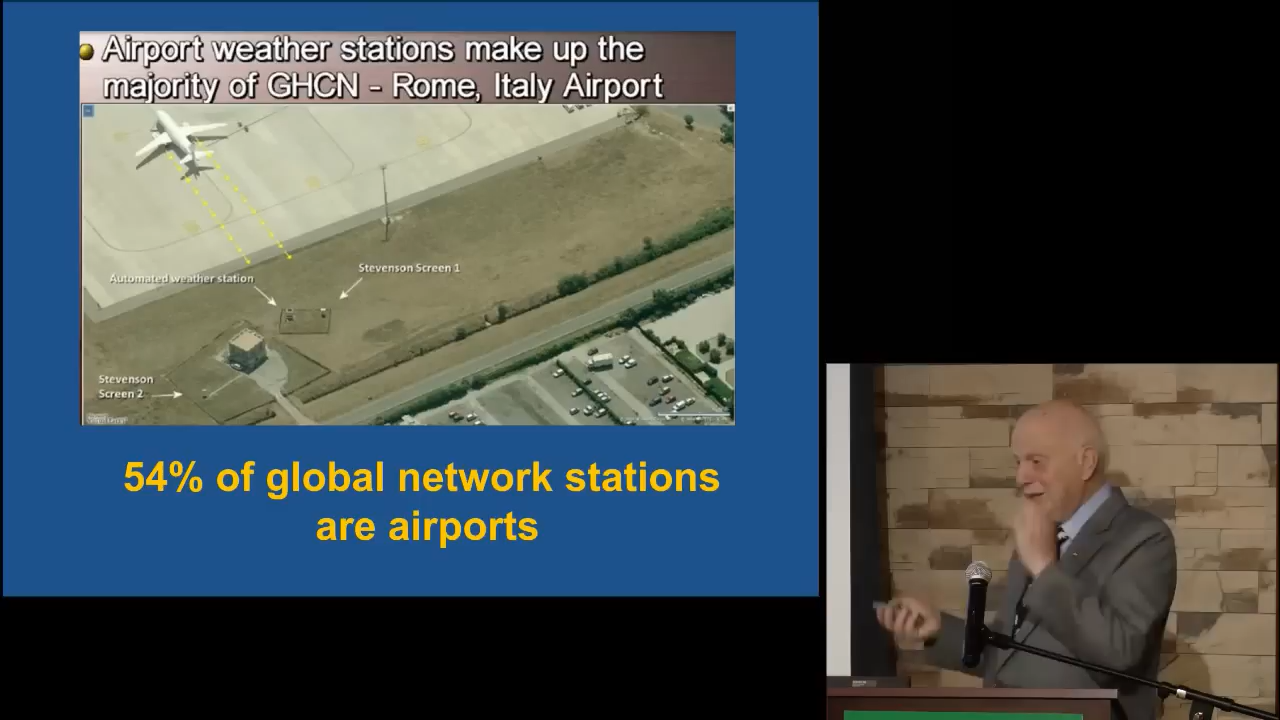 Airport weather stations make up the
majority of GHCN - Rome, Italy Airport
Automated weather station
Stevenson Screen 1
Stevenson
Screen 2
54% of global network stations
are airports